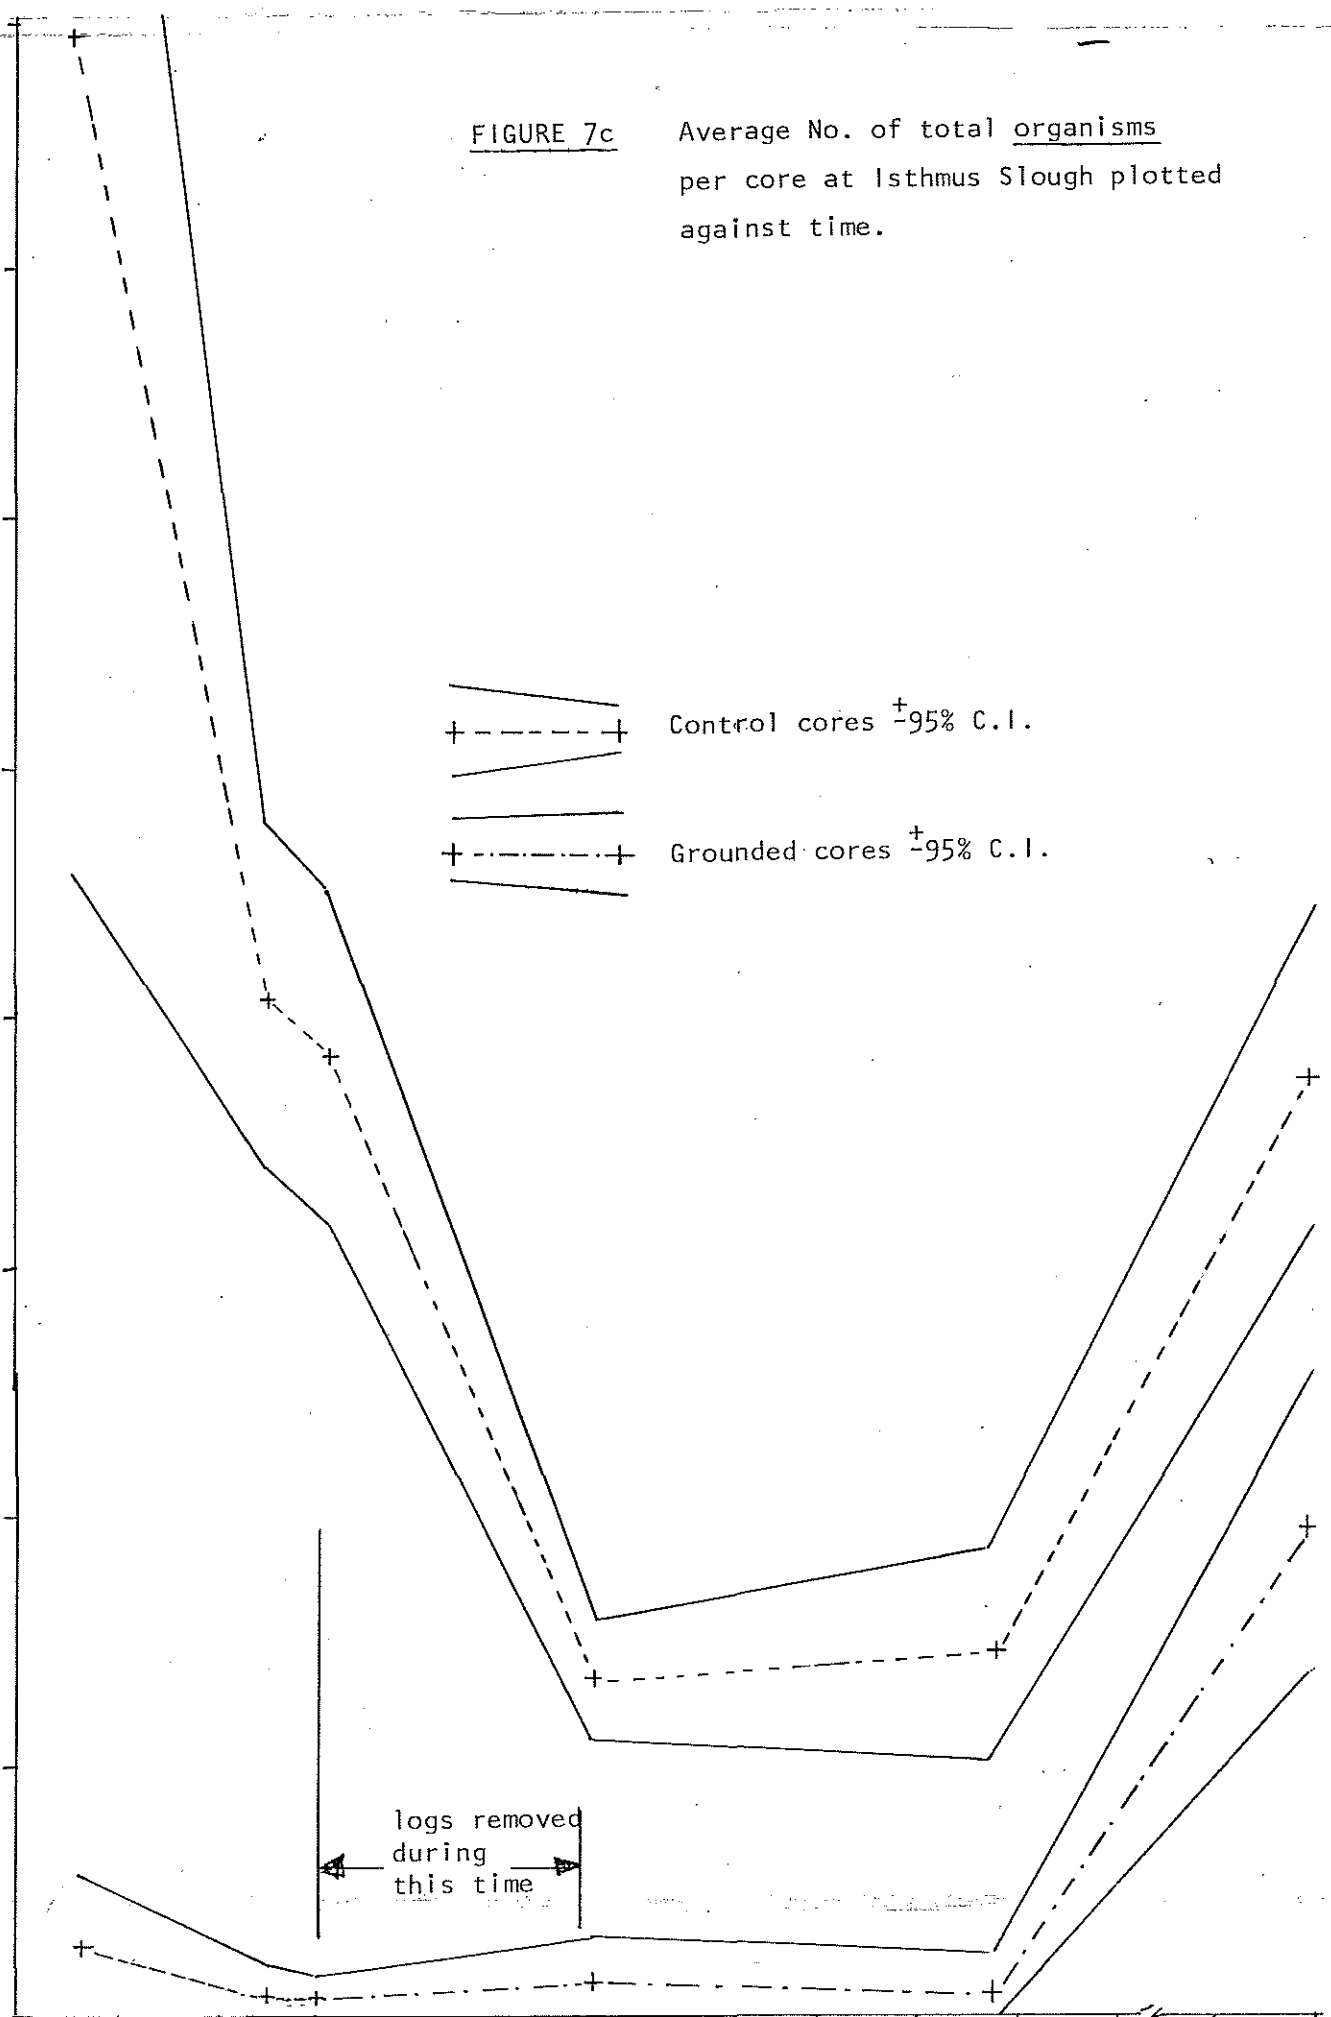 FIGURE 7c Average No. of total organisms
per core at Isthmus Slough plotted
against time.
Control cores ±95% C.I.
Grounded cores ±95% C.I.
logs removed
during
this time